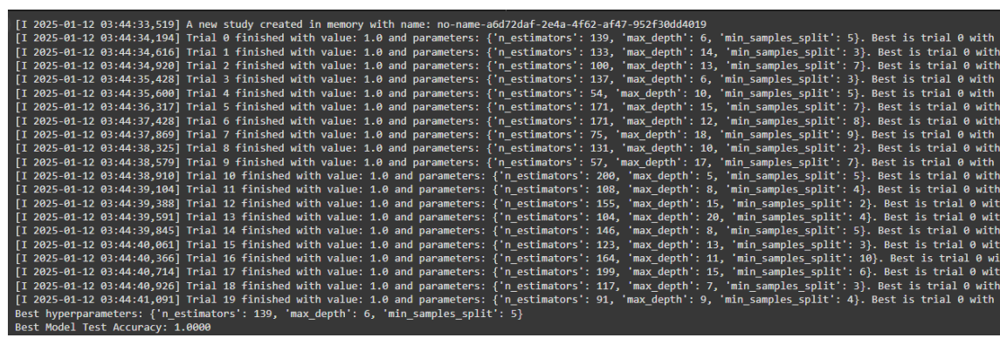 [I 2025-01-12 03:44:33,519] A new study created in memory with name: no-name-a6d72daf-2e4a-4f62-af47-952f30dd4019
[I 2025-01-12 03:44:34,194] Trial 0 finished with value: 1.0 and parameters: {'n_estimators': 139, 'max_depth': 6, 'min_samples_split': 5}. Best is trial 0 with
[I 2025-01-12 03:44:34,616] Trial 1 finished with value: 1.0 and parameters: {'n_estimators': 133, 'max_depth': 14, 'min_samples_split': 3}. Best is trial 0 with
[I 2025-01-12 03:44:34,920] Trial 2 finished with value: 1.0 and parameters: {'n_estimators': 100, 'max_depth': 13, 'min_samples_split': 7}. Best is trial 0 with
[I 2025-01-12 03:44:35,428] Trial 3 finished with value: 1.0 and parameters: {'n_estimators': 137, 'max_depth': 6, 'min_samples_split': 3}. Best is trial 0 with
[I 2025-01-12 03:44:35,600] Trial 4 finished with value: 1.0 and parameters: {'n_estimators': 54, 'max_depth': 10, 'min_samples_split': 5}. Best is trial 0 with
[I 2025-01-12 03:44:36,317] Trial 5 finished with value: 1.0 and parameters: {'n_estimators': 171, 'max_depth': 15, 'min_samples_split': 7}. Best is trial 0 with
[I 2025-01-12 03:44:37,428] Trial 6 finished with value: 1.0 and parameters: {'n_estimators': 171, 'max_depth': 12, 'min_samples_split': 8}. Best is trial 0 with
[I 2025-01-12 03:44:37,869] Trial 7 finished with value: 1.0 and parameters: {'n_estimators': 75, 'max_depth': 18, 'min_samples_split': 9}. Best is trial 0 with
[I 2025-01-12 03:44:38,325] Trial 8 finished with value: 1.0 and parameters: {'n_estimators': 131, 'max_depth': 10, 'min_samples_split': 2}. Best is trial 0 with
[I 2025-01-12 03:44:38,579] Trial 9 finished with value: 1.0 and parameters: {'n_estimators': 57, 'max_depth': 17, 'min_samples_split': 7}. Best is trial 0 with
[I 2025-01-12 03:44:38,910] Trial 10 finished with value: 1.0 and parameters: {'n_estimators': 200, 'max_depth': 5, 'min_samples_split': 5}. Best is trial 0 with
[I 2025-01-12 03:44:39,104] Trial 11 finished with value: 1.0 and parameters: {'n_estimators': 108, 'max_depth': 8, 'min_samples_split': 4}. Best is trial 0 with
[I 2025-01-12 03:44:39,388] Trial 12 finished with value: 1.0 and parameters: {'n_estimators': 155, 'max_depth': 15, 'min_samples_split': 2}. Best is trial 0 wit
[I 2025-01-12 03:44:39,591] Trial 13 finished with value: 1.0 and parameters: {'n_estimators': 104, 'max_depth': 20, 'min_samples_split': 4}. Best is trial 0 wit
[I 2025-01-12 03:44:39,845] Trial 14 finished with value: 1.0 and parameters: {'n_estimators': 146, 'max_depth': 8, 'min_samples_split': 5}. Best is trial 0 with
[I 2025-01-12 03:44:40,061] Trial 15 finished with value: 1.0 and parameters: {'n_estimators': 123, 'max_depth': 13, 'min_samples_split': 3}. Best is trial 0 wit
[I 2025-01-12 03:44:40,366] Trial 16 finished with value: 1.0 and parameters: {'n_estimators': 164, 'max_depth': 11, 'min_samples_split': 10}. Best is trial 0 wi
[I 2025-01-12 03:44:40,714] Trial 17 finished with value: 1.0 and parameters: {'n_estimators': 199, 'max_depth': 15, 'min_samples_split': 6}. Best is trial 0 wit
[I 2025-01-12 03:44:40,926] Trial 18 finished with value: 1.0 and parameters: {'n_estimators': 117, 'max_depth': 7, 'min_samples_split': 3}. Best is trial 0 with
[I 2025-01-12 03:44:41,091] Trial 19 finished with value: 1.0 and parameters: {'n_estimators': 91, 'max_depth': 9, 'min_samples_split': 4}. Best is trial 0 with
Best hyperparameters: {'n_estimators': 139, 'max_depth': 6, 'min_samples_split': 5}
Best Model Test Accuracy: 1.0000